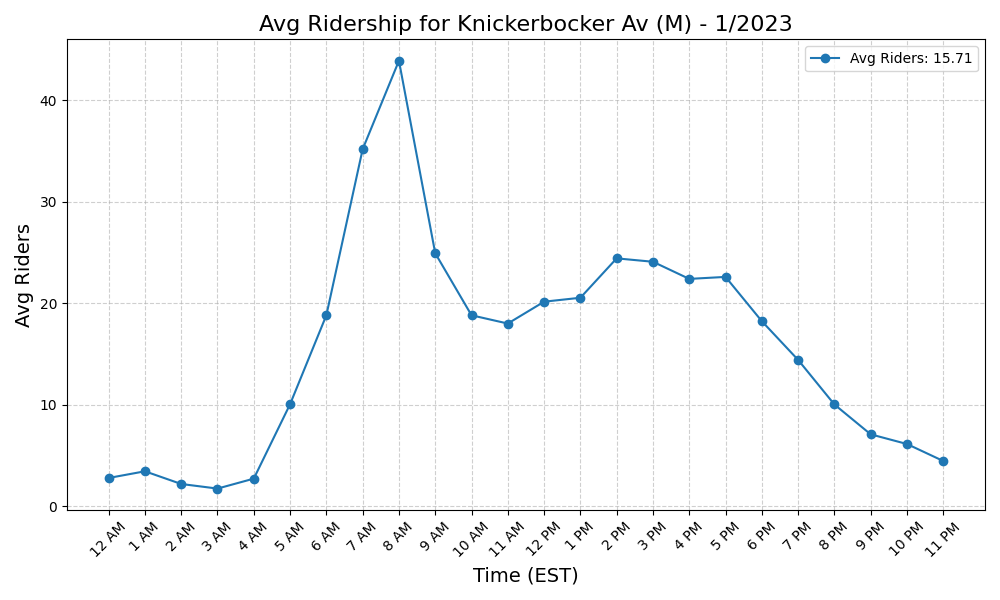 Avg Ridership for Knickerbocker Av (M) - 1/2023
Avg Riders: 15.71
Avg Riders
40
30
20
10
0
12 AM 1 AM 2 AM 3 AM 4 AM 5 AM 6 AM 7 AM 8 AM 9 AM 10 AM 11 AM 12 PM 1 PM 2 PM 3 PM 4 PM 5 PM 6 PM 7 PM 8 PM 9 PM 10 PM 11 PM
Time (EST)